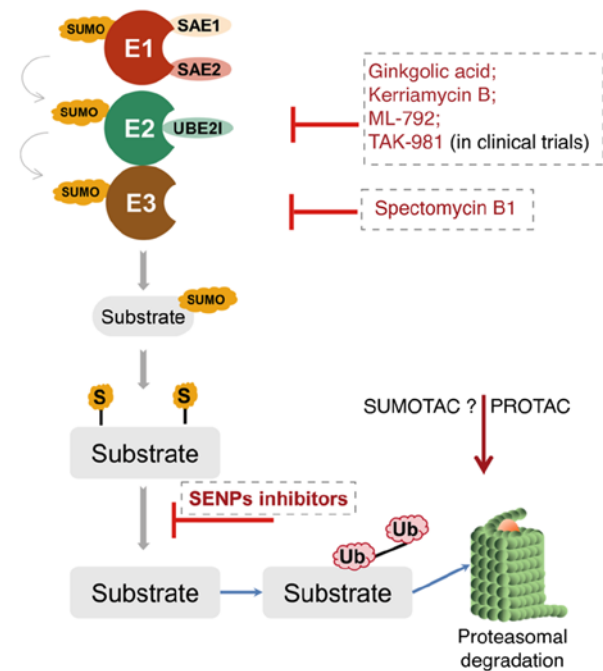 SUMO
E1
SAE1
SAE2
SUMO
E2
UBE2I
SUMO
E3
Ginkgolic acid;
Kerriamycin B;
ML-792;
TAK-981 (in clinical trials)
Spectomycin B1
Substrate
SUMO
S
S
Substrate
SUMOTAC ?
PROTAC
SENPs inhibitors
Substrate
Ub
Ub
Substrate
Proteasomal
degradation